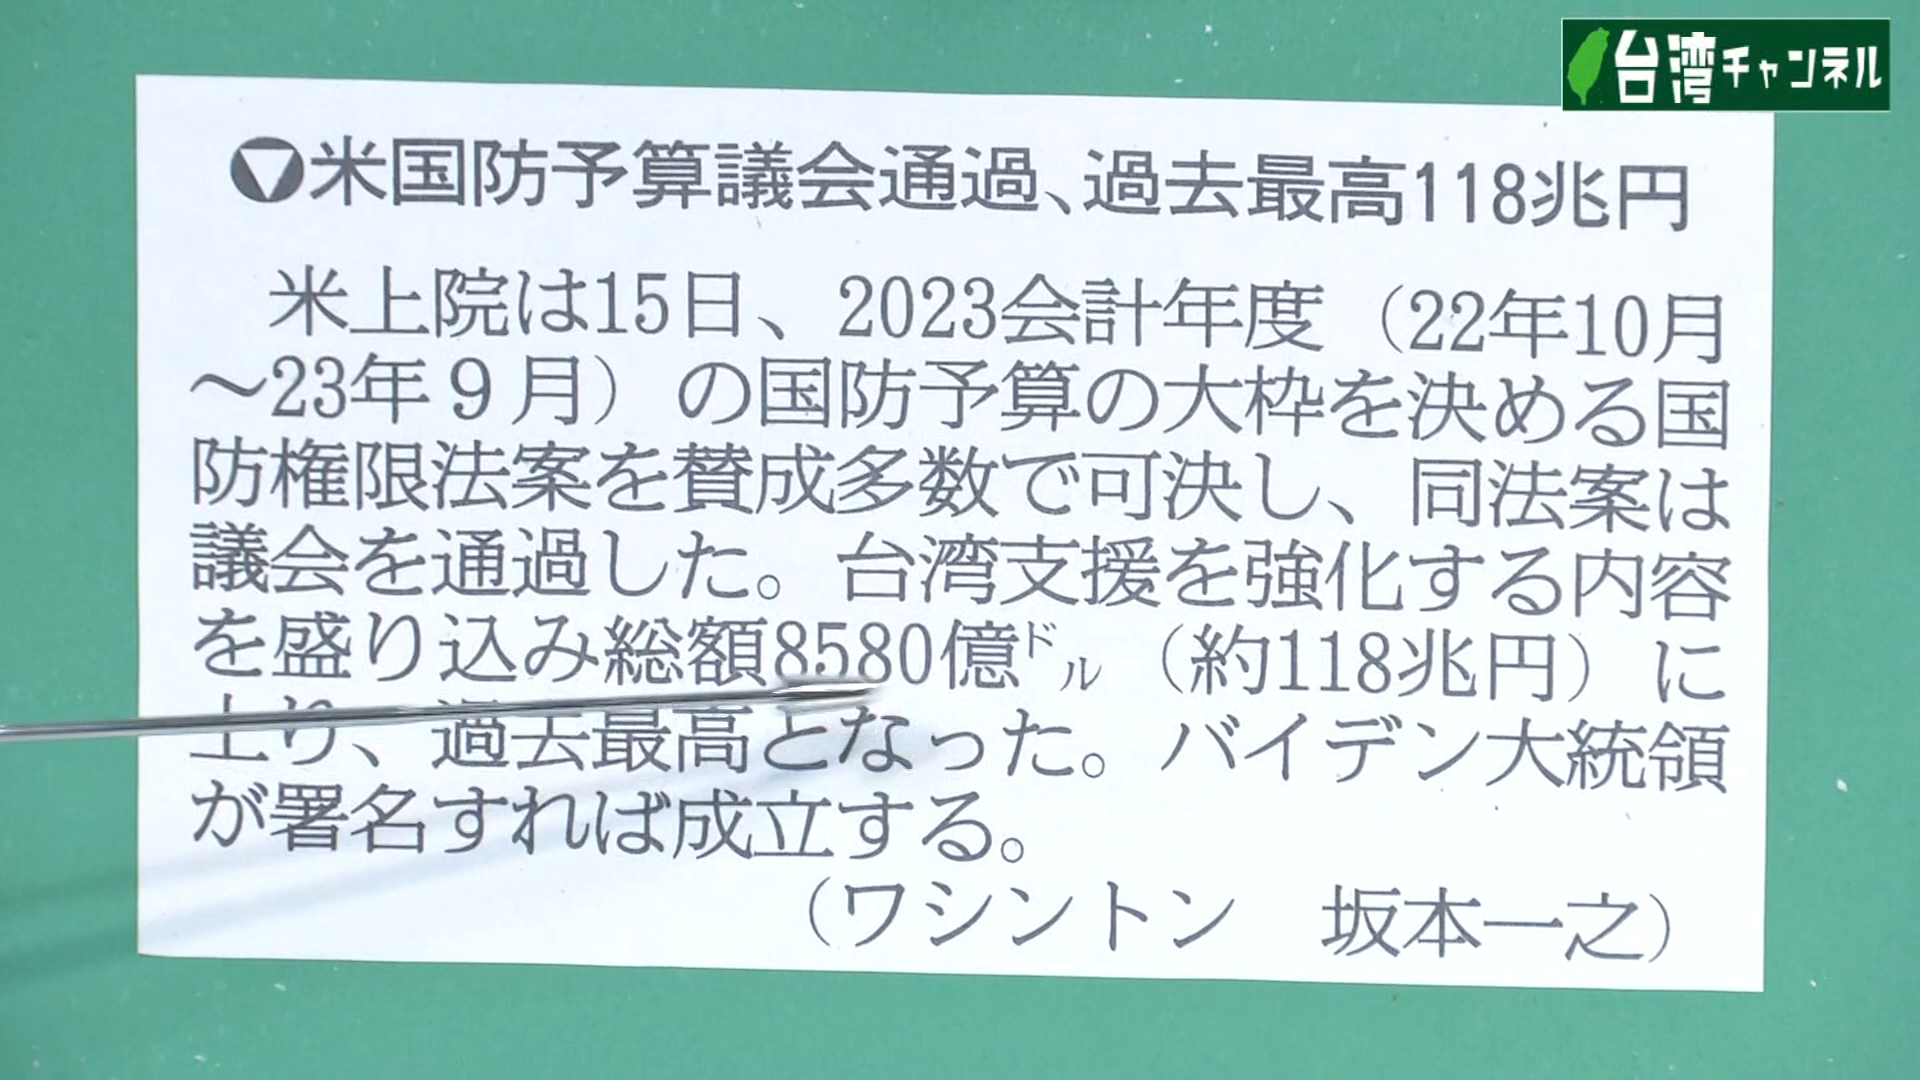 台湾チャンネル
米国防予算議会通過、過去最高118兆円
米上院は15日、2023会計年度（22年10月
～23年９月）の国防予算の大枠を決める国
防権限法案を賛成多数で可決し、同法案は
議会を通過した。台湾支援を強化する内容
を盛り込み総額8580億㌦（約118兆円）に
上り、過去最高となった。バイデン大統領
が署名すれば成立する。
（ワシントン　坂本一之）